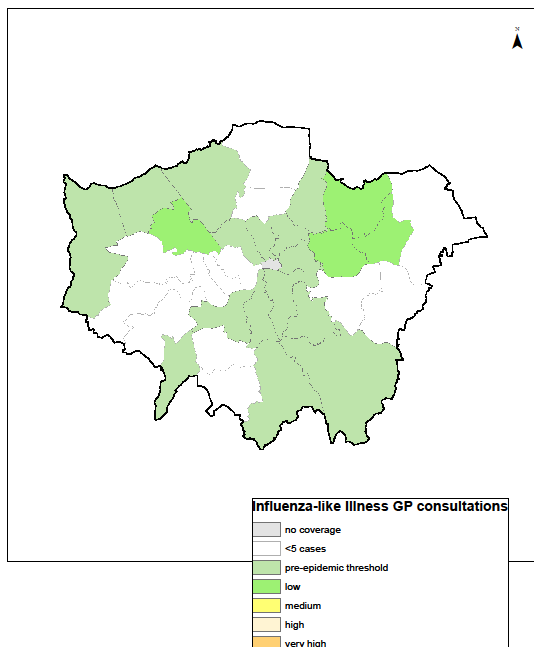 N
Influenza-like Illness GP consultations
no coverage
<5 cases
pre-epidemic threshold
low
medium
high
very high